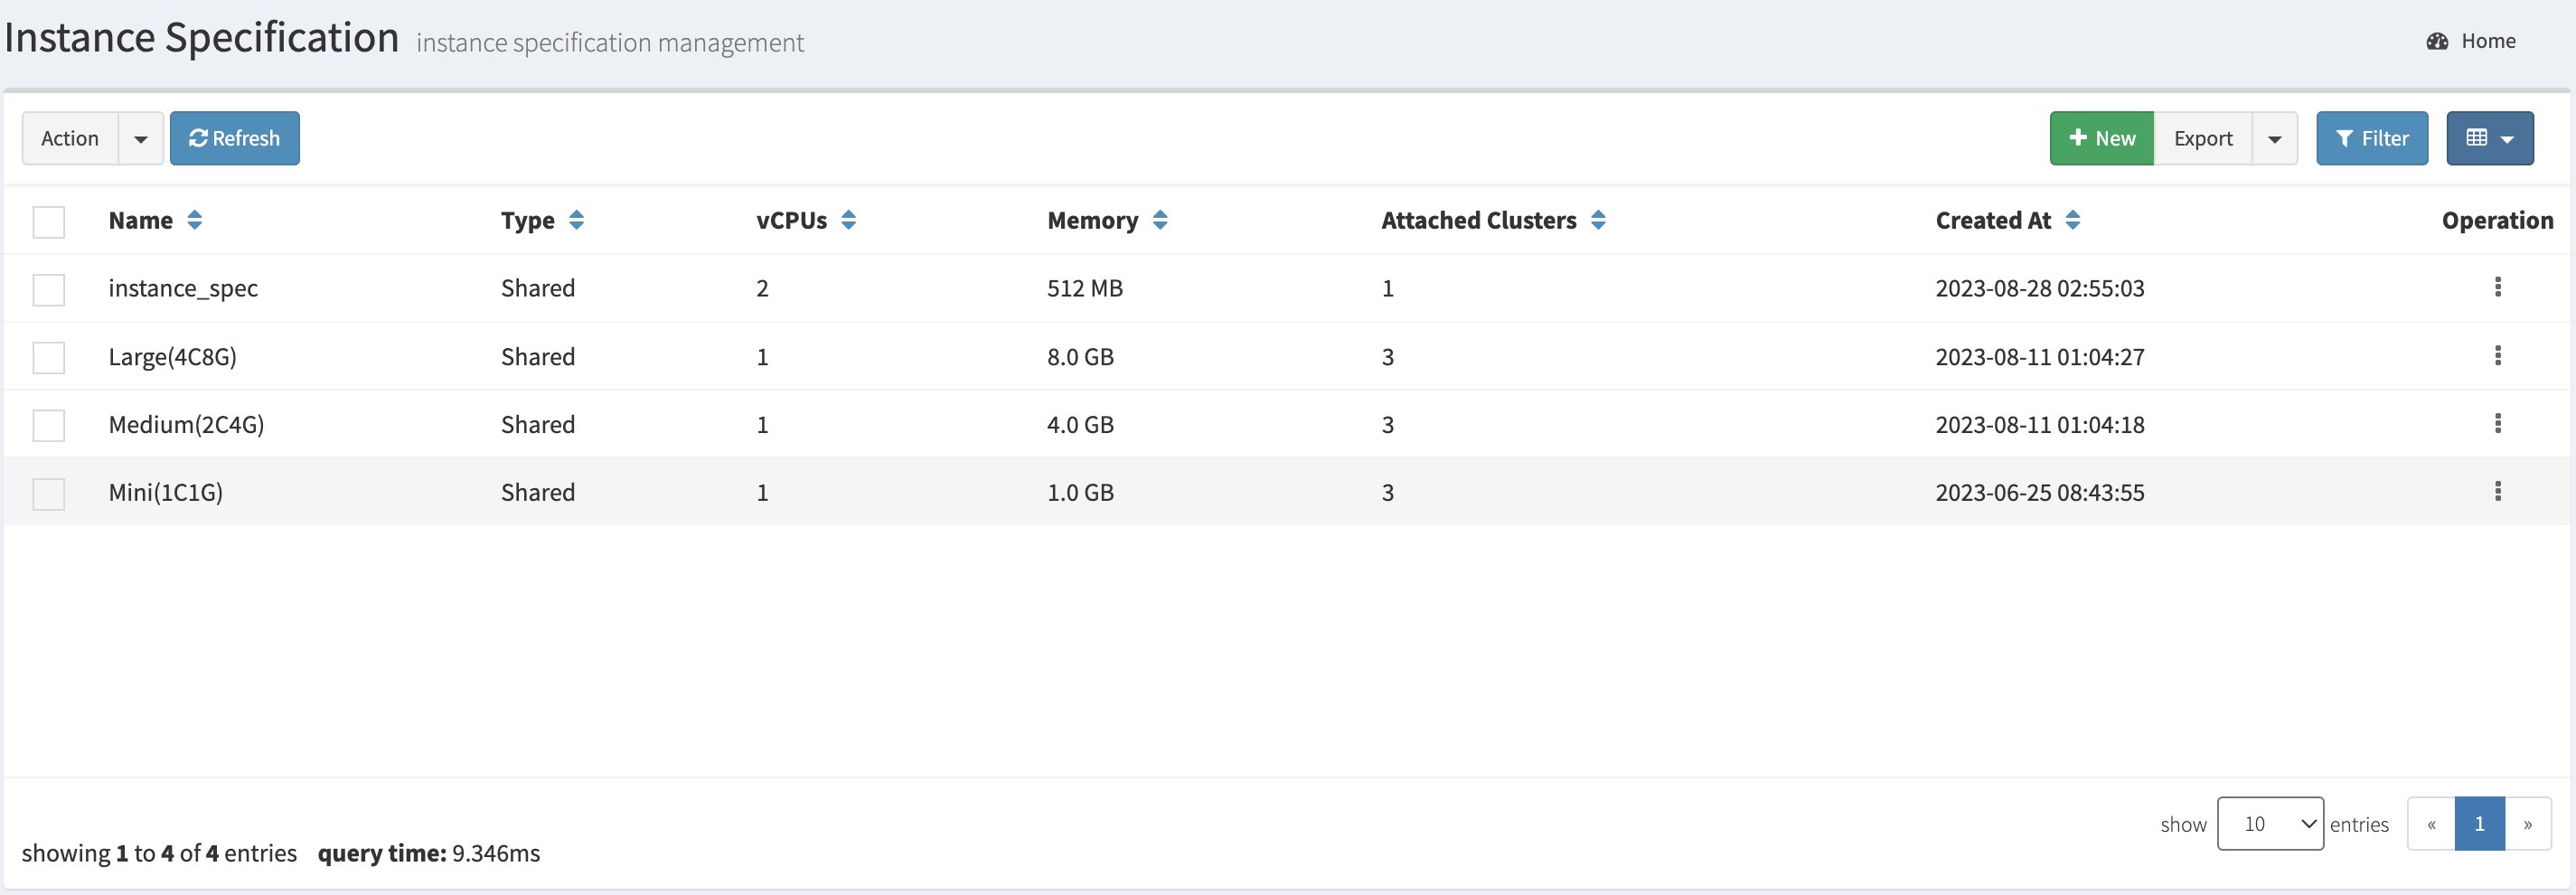 Instance Specification instance specification management Home
Action Refresh New Export Filter
Name Type vCPUs Memory Attached Clusters Created At Operation
instance_spec Shared 2 512 MB 1 2023-08-28 02:55:03
Large(4C8G) Shared 1 8.0 GB 3 2023-08-11 01:04:27
Medium(2C4G) Shared 1 4.0 GB 3 2023-08-11 01:04:18
Mini(1C1G) Shared 1 1.0 GB 3 2023-06-25 08:43:55
show 10 entries « 1 »
showing 1 to 4 of 4 entries query time: 9.346ms